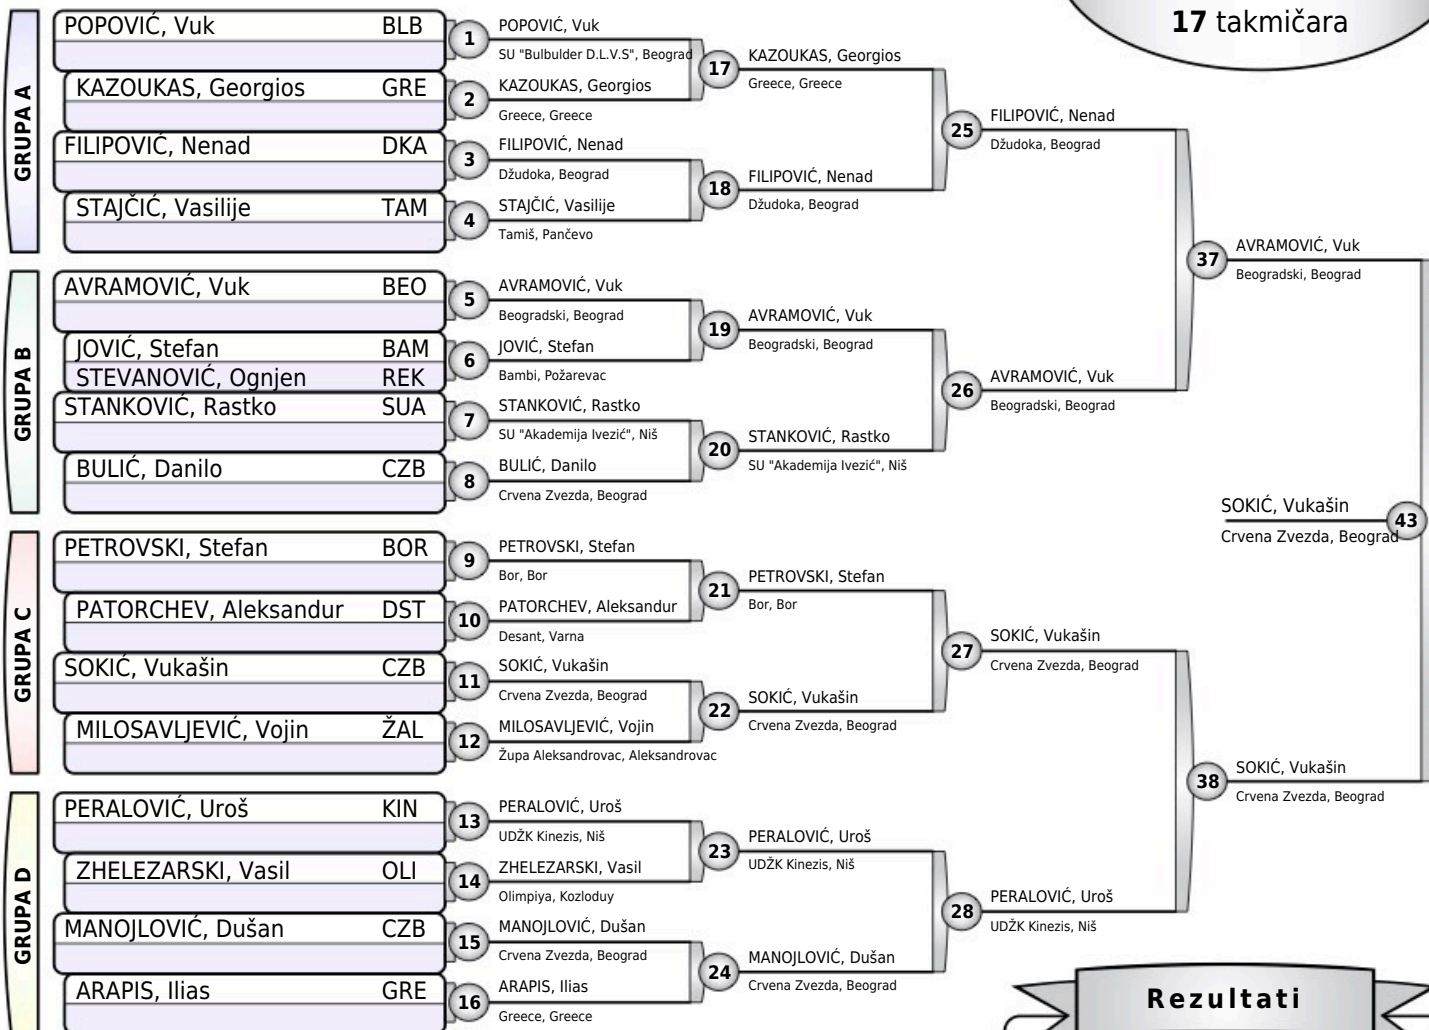 17 takmičara
GRUPA A
POPOVIĆ, Vuk BLB
KAZOUKAS, Georgios GRE
FILIPOVIĆ, Nenad DKA
STAJČIĆ, Vasilije TAM
GRUPA B
AVRAMOVIĆ, Vuk BEO
JOVIĆ, Stefan BAM
STEVANOVIĆ, Ognjen REK
STANKOVIĆ, Rastko SUA
BULIĆ, Danilo CZB
GRUPA C
PETROVSKI, Stefan BOR
PATORCHEV, Aleksandur DST
SOKIĆ, Vukašin CZB
MILOSAVLJEVIĆ, Vojin ŽAL
GRUPA D
PERALOVIĆ, Uroš KIN
ZHELEZARSKI, Vasil OLI
MANOJLOVIĆ, Dušan CZB
ARAPIS, Ilias GRE
1
POPOVIĆ, Vuk
SU "Bulbulder D.L.V.S", Beograd
2
KAZOUKAS, Georgios
Greece, Greece
3
FILIPOVIĆ, Nenad
Džudoka, Beograd
4
STAJČIĆ, Vasilije
Tamiš, Pančevo
5
AVRAMOVIĆ, Vuk
Beogradski, Beograd
6
JOVIĆ, Stefan
Bambi, Požarevac
7
STANKOVIĆ, Rastko
SU "Akademija Ivezić", Niš
8
BULIĆ, Danilo
Crvena Zvezda, Beograd
9
PETROVSKI, Stefan
Bor, Bor
10
PATORCHEV, Aleksandur
Desant, Varna
11
SOKIĆ, Vukašin
Crvena Zvezda, Beograd
12
MILOSAVLJEVIĆ, Vojin
Župa Aleksandrovac, Aleksandrovac
13
PERALOVIĆ, Uroš
UDŽK Kinezis, Niš
14
ZHELEZARSKI, Vasil
Olimpiya, Kozloduy
15
MANOJLOVIĆ, Dušan
Crvena Zvezda, Beograd
16
ARAPIS, Ilias
Greece, Greece
17
KAZOUKAS, Georgios
Greece, Greece
18
FILIPOVIĆ, Nenad
Džudoka, Beograd
19
AVRAMOVIĆ, Vuk
Beogradski, Beograd
20
STANKOVIĆ, Rastko
SU "Akademija Ivezić", Niš
21
PETROVSKI, Stefan
Bor, Bor
22
SOKIĆ, Vukašin
Crvena Zvezda, Beograd
23
PERALOVIĆ, Uroš
UDŽK Kinezis, Niš
24
MANOJLOVIĆ, Dušan
Crvena Zvezda, Beograd
25
FILIPOVIĆ, Nenad
Džudoka, Beograd
26
AVRAMOVIĆ, Vuk
Beogradski, Beograd
27
SOKIĆ, Vukašin
Crvena Zvezda, Beograd
28
PERALOVIĆ, Uroš
UDŽK Kinezis, Niš
37
AVRAMOVIĆ, Vuk
Beogradski, Beograd
38
SOKIĆ, Vukašin
Crvena Zvezda, Beograd
43
SOKIĆ, Vukašin
Crvena Zvezda, Beograd
Rezultati